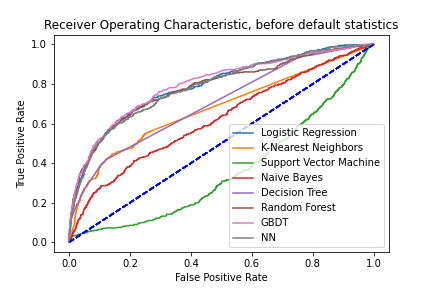 Receiver Operating Characteristic, before default statistics
1.0
0.8
0.6
0.4
0.2
0.0
True Positive Rate
Logistic Regression
K-Nearest Neighbors
Support Vector Machine
Naive Bayes
Decision Tree
Random Forest
GBDT
NN
0.0 0.2 0.4 0.6 0.8 1.0
False Positive Rate